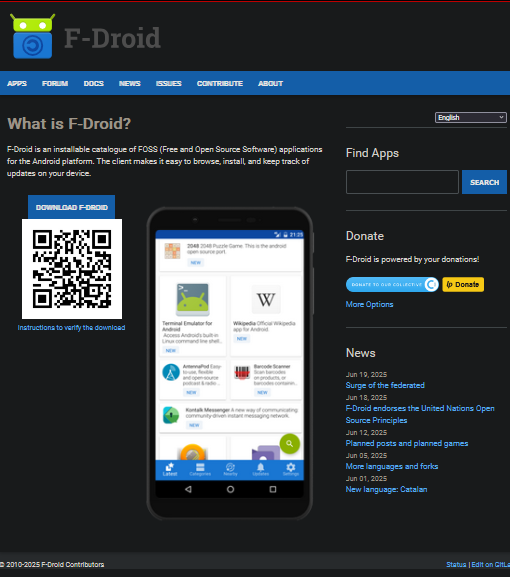 F-Droid
APPS FORUM DOCS NEWS ISSUES CONTRIBUTE ABOUT
What is F-Droid?
F-Droid is an installable catalogue of FOSS (Free and Open Source Software) applications
for the Android platform. The client makes it easy to browse, install, and keep track of
updates on your device.
DOWNLOAD F-DROID
Instructions to verify the download
21:25
2048 2048 Puzzle Game. This is the android
open source port.
NEW
Terminal Emulator for
Android
Access Android's built-in
Linux command line shell...
NEW
Wikipedia Official Wikipedia
app for Android
NEW
AntennaPod Easy-
to-use, flexible
and open-source
podcast & radio ...
NEW
Barcode Scanner
Scan barcodes
on products, or
barcodes containin...
NEW
Kontalk Messenger A new way of communicating:
community-driven instant messaging network.
NEW
Latest Categories Nearby Updates Settings
English
Find Apps
SEARCH
Donate
F-Droid is powered by your donations!
DONATE TO OUR COLLECTIVE
lp Donate
More Options
News
Jun 19, 2025
Surge of the federated
Jun 18, 2025
F-Droid endorses the United Nations Open
Source Principles
Jun 12, 2025
Planned posts and planned games
Jun 05, 2025
More languages and forks
Jun 01, 2025
New language: Catalan
© 2010-2025 F-Droid Contributors
Status | Edit on GitLa